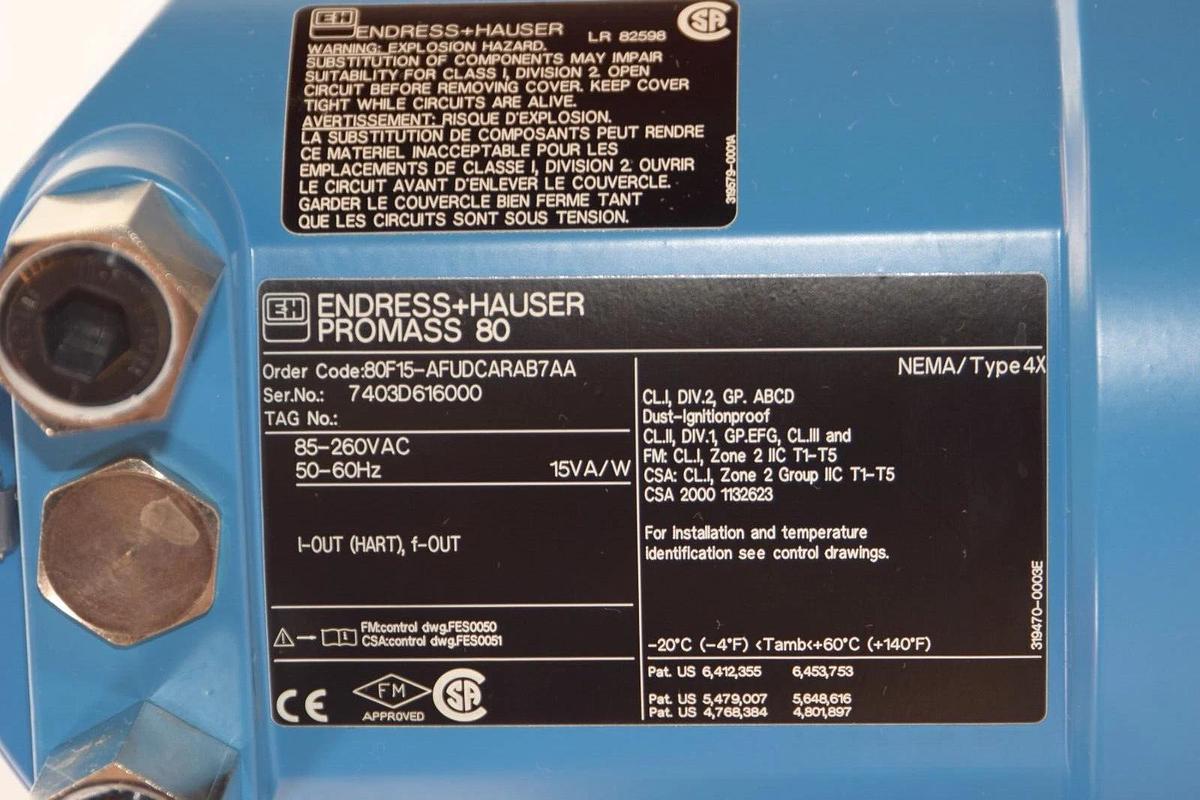 EH ENDRESS+HAUSER LR 82598 CSA
WARNING: EXPLOSION HAZARD.
SUBSTITUTION OF COMPONENTS MAY IMPAIR
SUITABILITY FOR CLASS I, DIVISION 2. OPEN
CIRCUIT BEFORE REMOVING COVER. KEEP COVER
TIGHT WHILE CIRCUITS ARE ALIVE.
AVERTISSEMENT: RISQUE D'EXPLOSION.
LA SUBSTITUTION DE COMPOSANTS PEUT RENDRE
CE MATERIEL INACCEPTABLE POUR LES
EMPLACEMENTS DE CLASSE I, DIVISION 2. OUVRIR
LE CIRCUIT AVANT D'ENLEVER LE COUVERCLE.
GARDER LE COUVERCLE BIEN FERME TANT
QUE LES CIRCUITS SONT SOUS TENSION.
319579-0001A
EH ENDRESS+HAUSER
PROMASS 80
Order Code:80F15-AFUDCARAB7AA
Ser.No.: 7403D616000
TAG No.:
85-260VAC
50-60Hz 15VA/W
I-OUT (HART), f-OUT
FM:control dwg.FES0050
CSA:control dwg.FES0051
CE FM APPROVED CSA
NEMA/Type 4X
CL.I, DIV.2, GP. ABCD
Dust-ignitionproof
CL.II, DIV.1, GP.EFG, CL.III and
FM: CL.I, Zone 2 IIC T1-T5
CSA: CL.I, Zone 2 Group IIC T1-T5
CSA 2000 1132623
For installation and temperature
identification see control drawings.
-20°C (-4°F) <Tamb<+60°C (+140°F)
Pat. US 6,412,355 6,453,753
Pat. US 5,479,007 5,648,616
Pat. US 4,768,384 4,801,897
319470-0003E